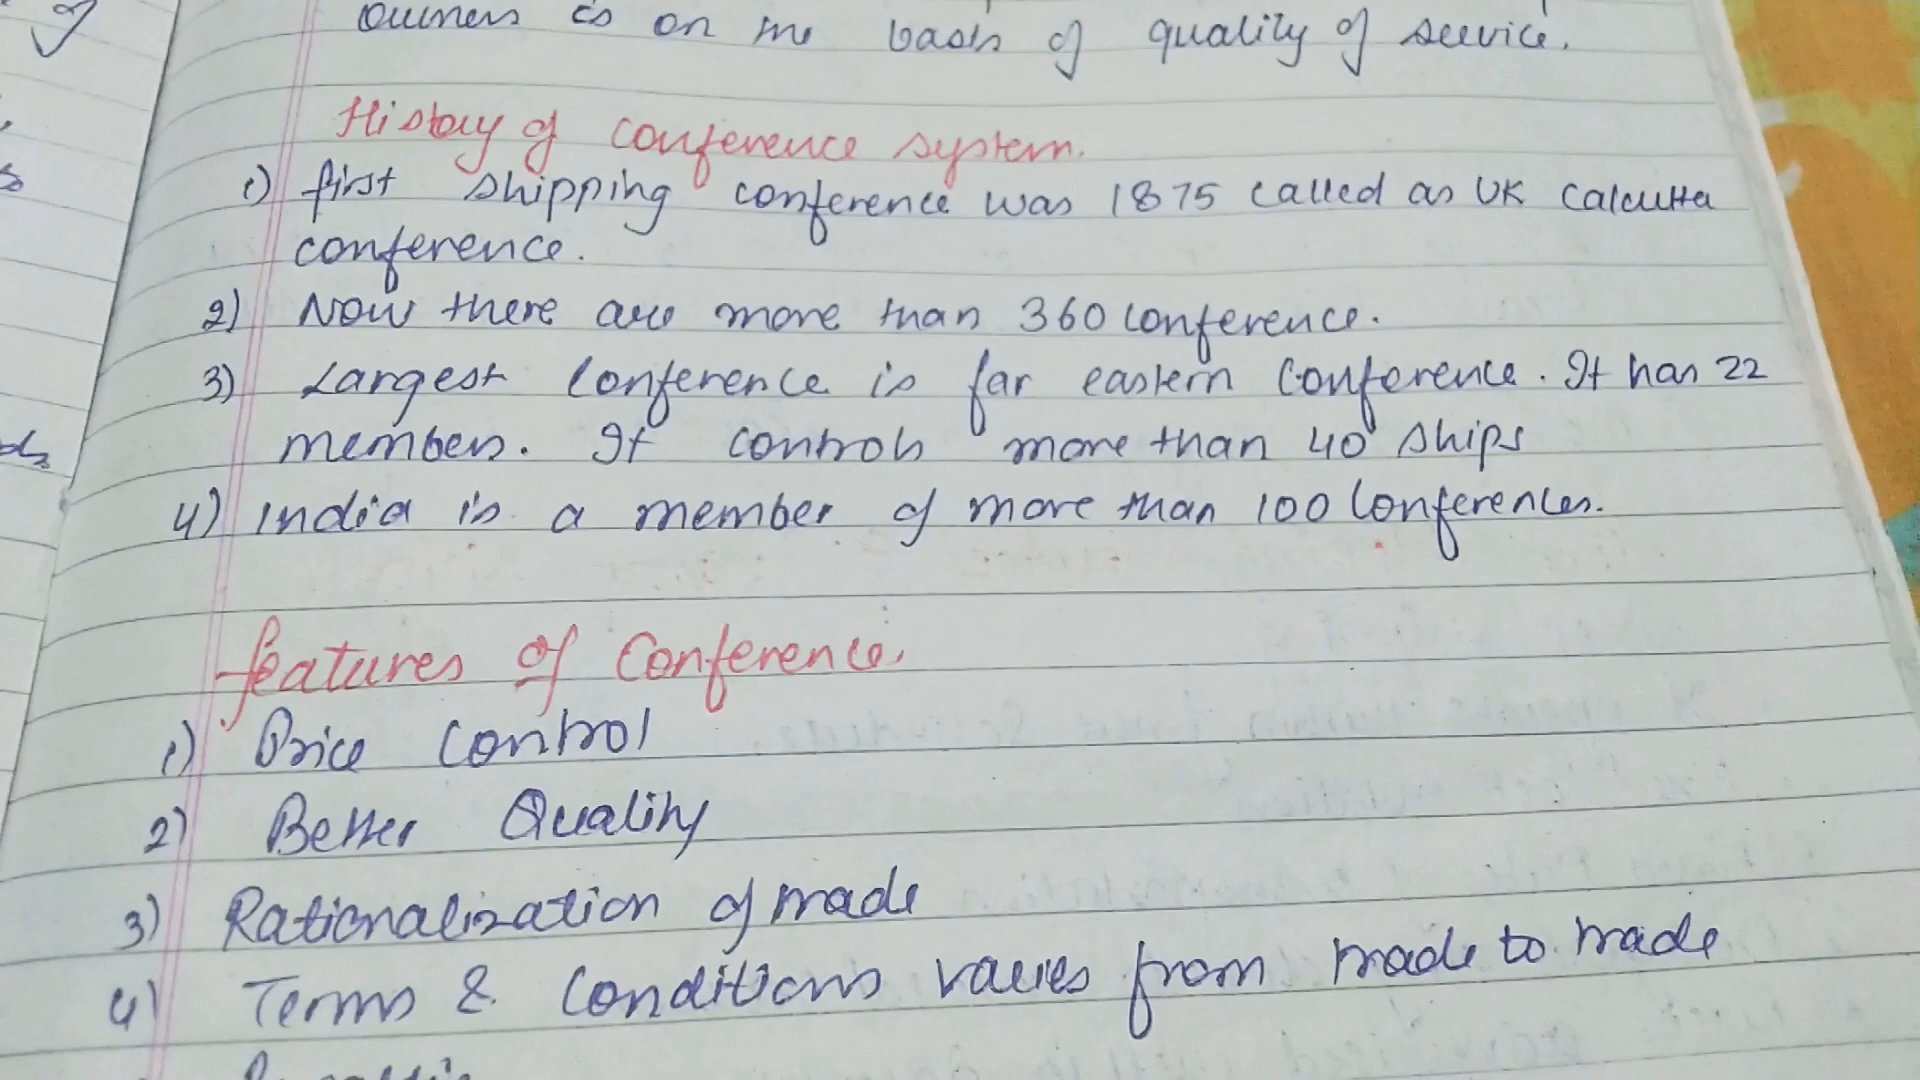 owners is on the basis of quality of service.
History of conference system.
1) first shipping conference was 1875 called as UK Calcutta
conference.
2) Now there are more than 360 conference.
3) Largest conference is far eastern Conference. It has 22
members. It controls more than 40 ships
4) India is a member of more than 100 Conferences.
features of Conference.
1) Price Control
2) Better Quality
3) Rationalization of trade
4) Terms & Conditions varies from trade to trade